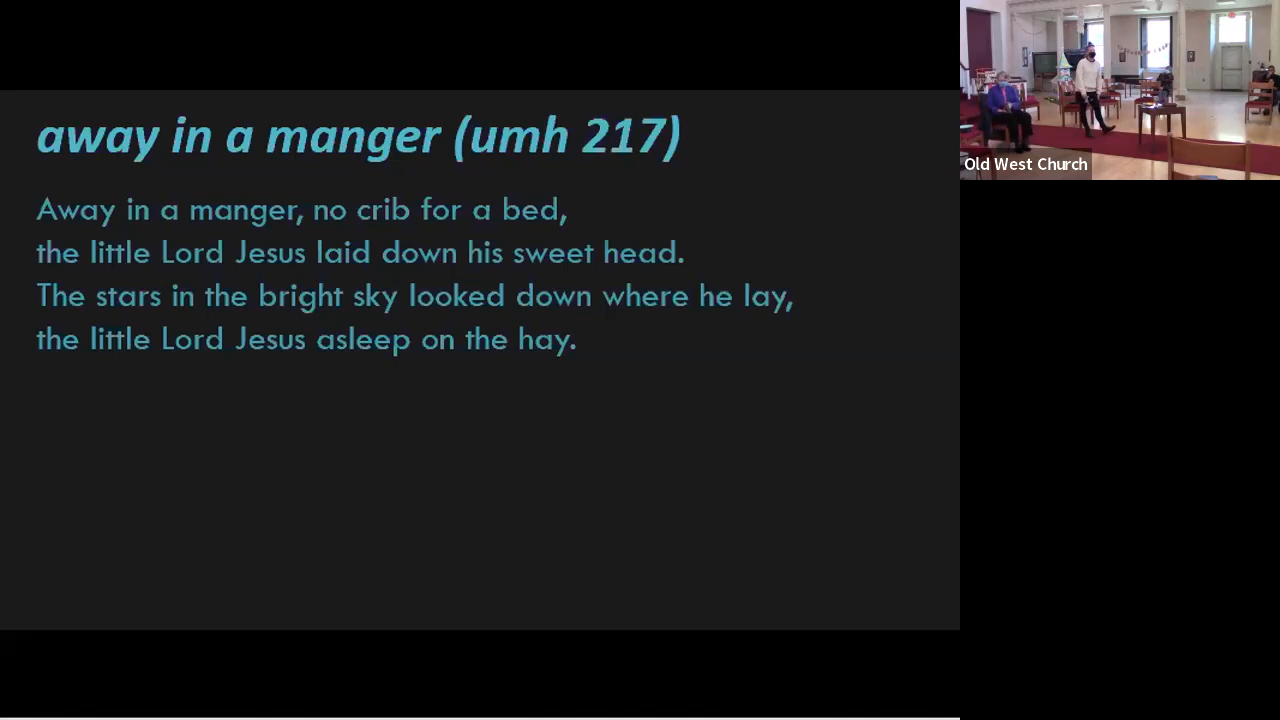 away in a manger (umh 217)
Away in a manger, no crib for a bed,
the little Lord Jesus laid down his sweet head.
The stars in the bright sky looked down where he lay,
the little Lord Jesus asleep on the hay.
Old West Church